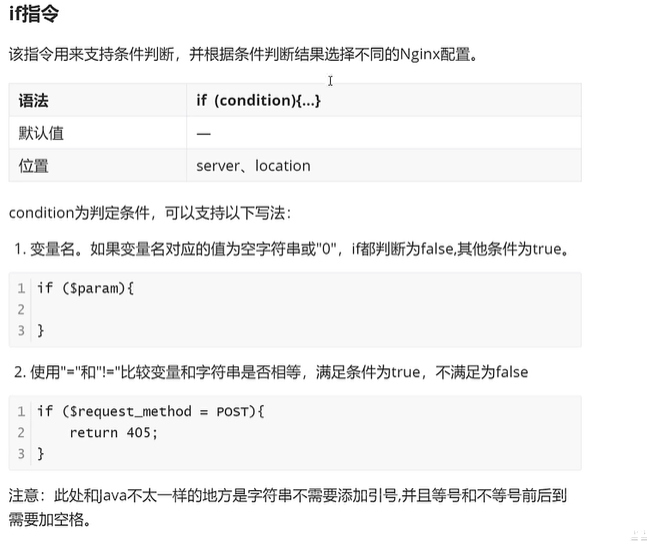 if指令
该指令用来支持条件判断，并根据条件判断结果选择不同的Nginx配置。
语法 if (condition){...}
默认值 —
位置 server、location
condition为判定条件，可以支持以下写法：
1. 变量名。如果变量名对应的值为空字符串或"0"，if都判断为false,其他条件为true。
1 if ($param){
2
3 }
2. 使用"="和"!="比较变量和字符串是否相等，满足条件为true，不满足为false
1 if ($request_method = POST){
2 return 405;
3 }
注意：此处和Java不太一样的地方是字符串不需要添加引号,并且等号和不等号前后到
需要加空格。